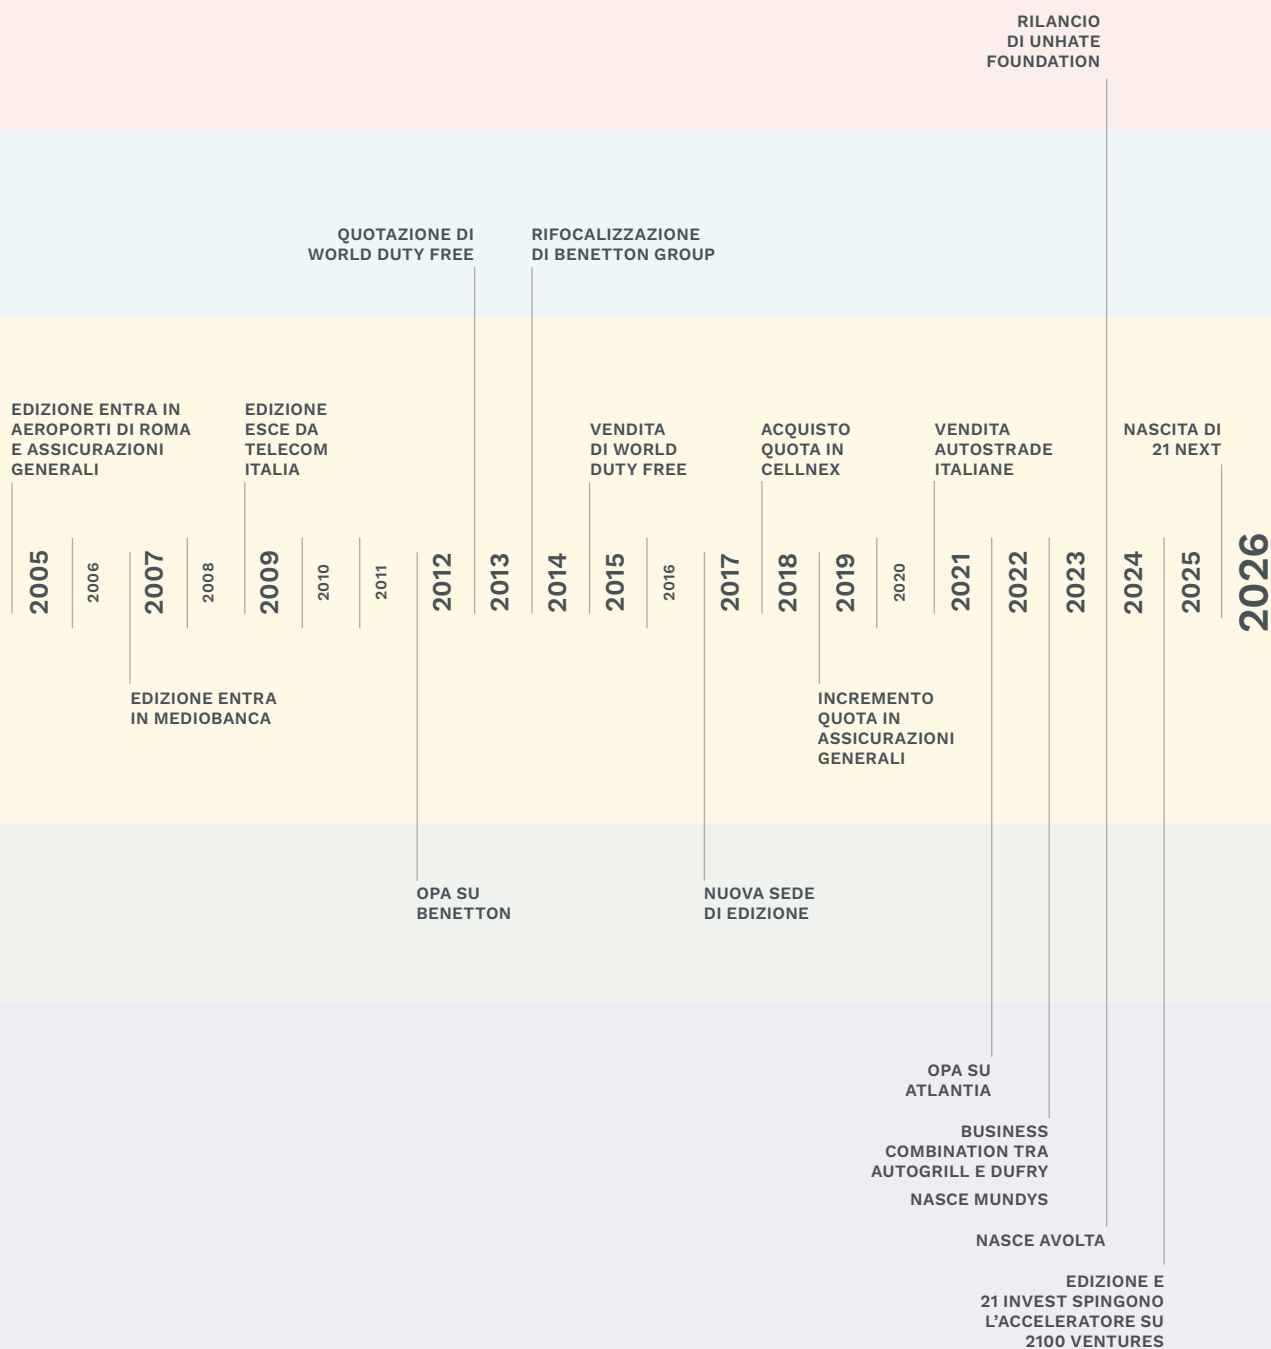 RILANCIO
DI UNHATE
FOUNDATION
QUOTAZIONE DI
WORLD DUTY FREE
RIFOCALIZZAZIONE
DI BENETTON GROUP
EDIZIONE ENTRA IN
AEROPORTI DI ROMA
E ASSICURAZIONI
GENERALI
EDIZIONE
ESCE DA
TELECOM
ITALIA
VENDITA
DI WORLD
DUTY FREE
ACQUISTO
QUOTA IN
CELLNEX
VENDITA
AUTOSTRADE
ITALIANE
NASCITA DI
21 NEXT
2005
2006
2007
2008
2009
2010
2011
2012
2013
2014
2015
2016
2017
2018
2019
2020
2021
2022
2023
2024
2025
2026
EDIZIONE ENTRA
IN MEDIOBANCA
INCREMENTO
QUOTA IN
ASSICURAZIONI
GENERALI
OPA SU
BENETTON
NUOVA SEDE
DI EDIZIONE
OPA SU
ATLANTIA
BUSINESS
COMBINATION TRA
AUTOGRILL E DUFRY
NASCE MUNDYS
NASCE AVOLTA
EDIZIONE E
21 INVEST SPINGONO
L’ACCELERATORE SU
2100 VENTURES